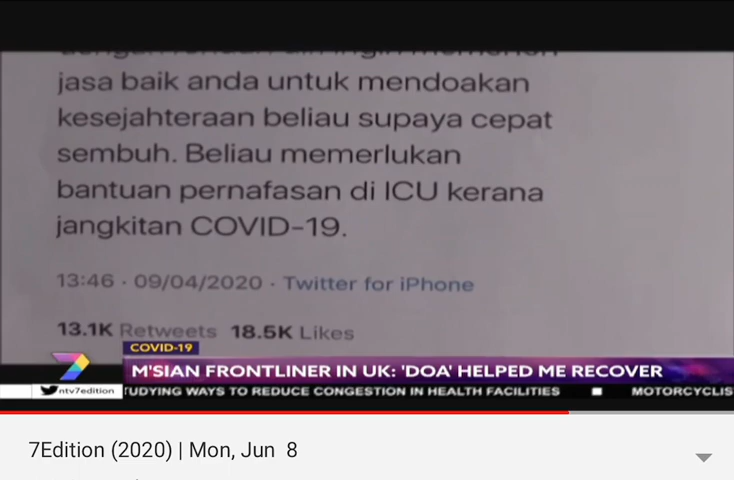 jasa baik anda untuk mendoakan
kesejahteraan beliau supaya cepat
sembuh. Beliau memerlukan
bantuan pernafasan di ICU kerana
jangkitan COVID-19.
13:46 · 09/04/2020 · Twitter for iPhone
13.1K Retweets 18.5K Likes
COVID-19
7
M'SIAN FRONTLINER IN UK: 'DOA' HELPED ME RECOVER
ntv7edition TUDYING WAYS TO REDUCE CONGESTION IN HEALTH FACILITIES ■ MOTORCYCLIS
7Edition (2020) | Mon, Jun 8